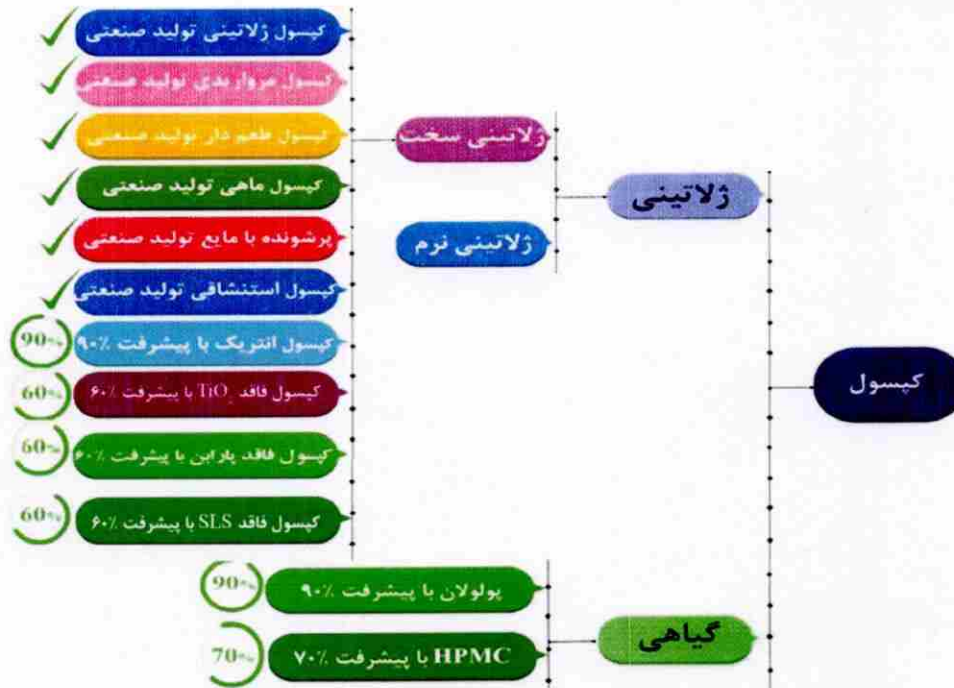 کپسول
ژلاتینی
ژلاتینی سخت
کپسول ژلاتینی تولید صنعتی
کپسول مرواریدی تولید صنعتی
کپسول طعم دار تولید صنعتی
کپسول ماهی تولید صنعتی
پرشونده با مایع تولید صنعتی
کپسول استنشاقی تولید صنعتی
کپسول انتریک با پیشرفت ۹۰٪
90%
کپسول فاقد TiO₂ با پیشرفت ۶۰٪
60%
کپسول فاقد پارابن با پیشرفت ۶۰٪
60%
کپسول فاقد SLS با پیشرفت ۶۰٪
60%
ژلاتینی نرم
گیاهی
پولولان با پیشرفت ۹۰٪
90%
HPMC با پیشرفت ۷۰٪
70%